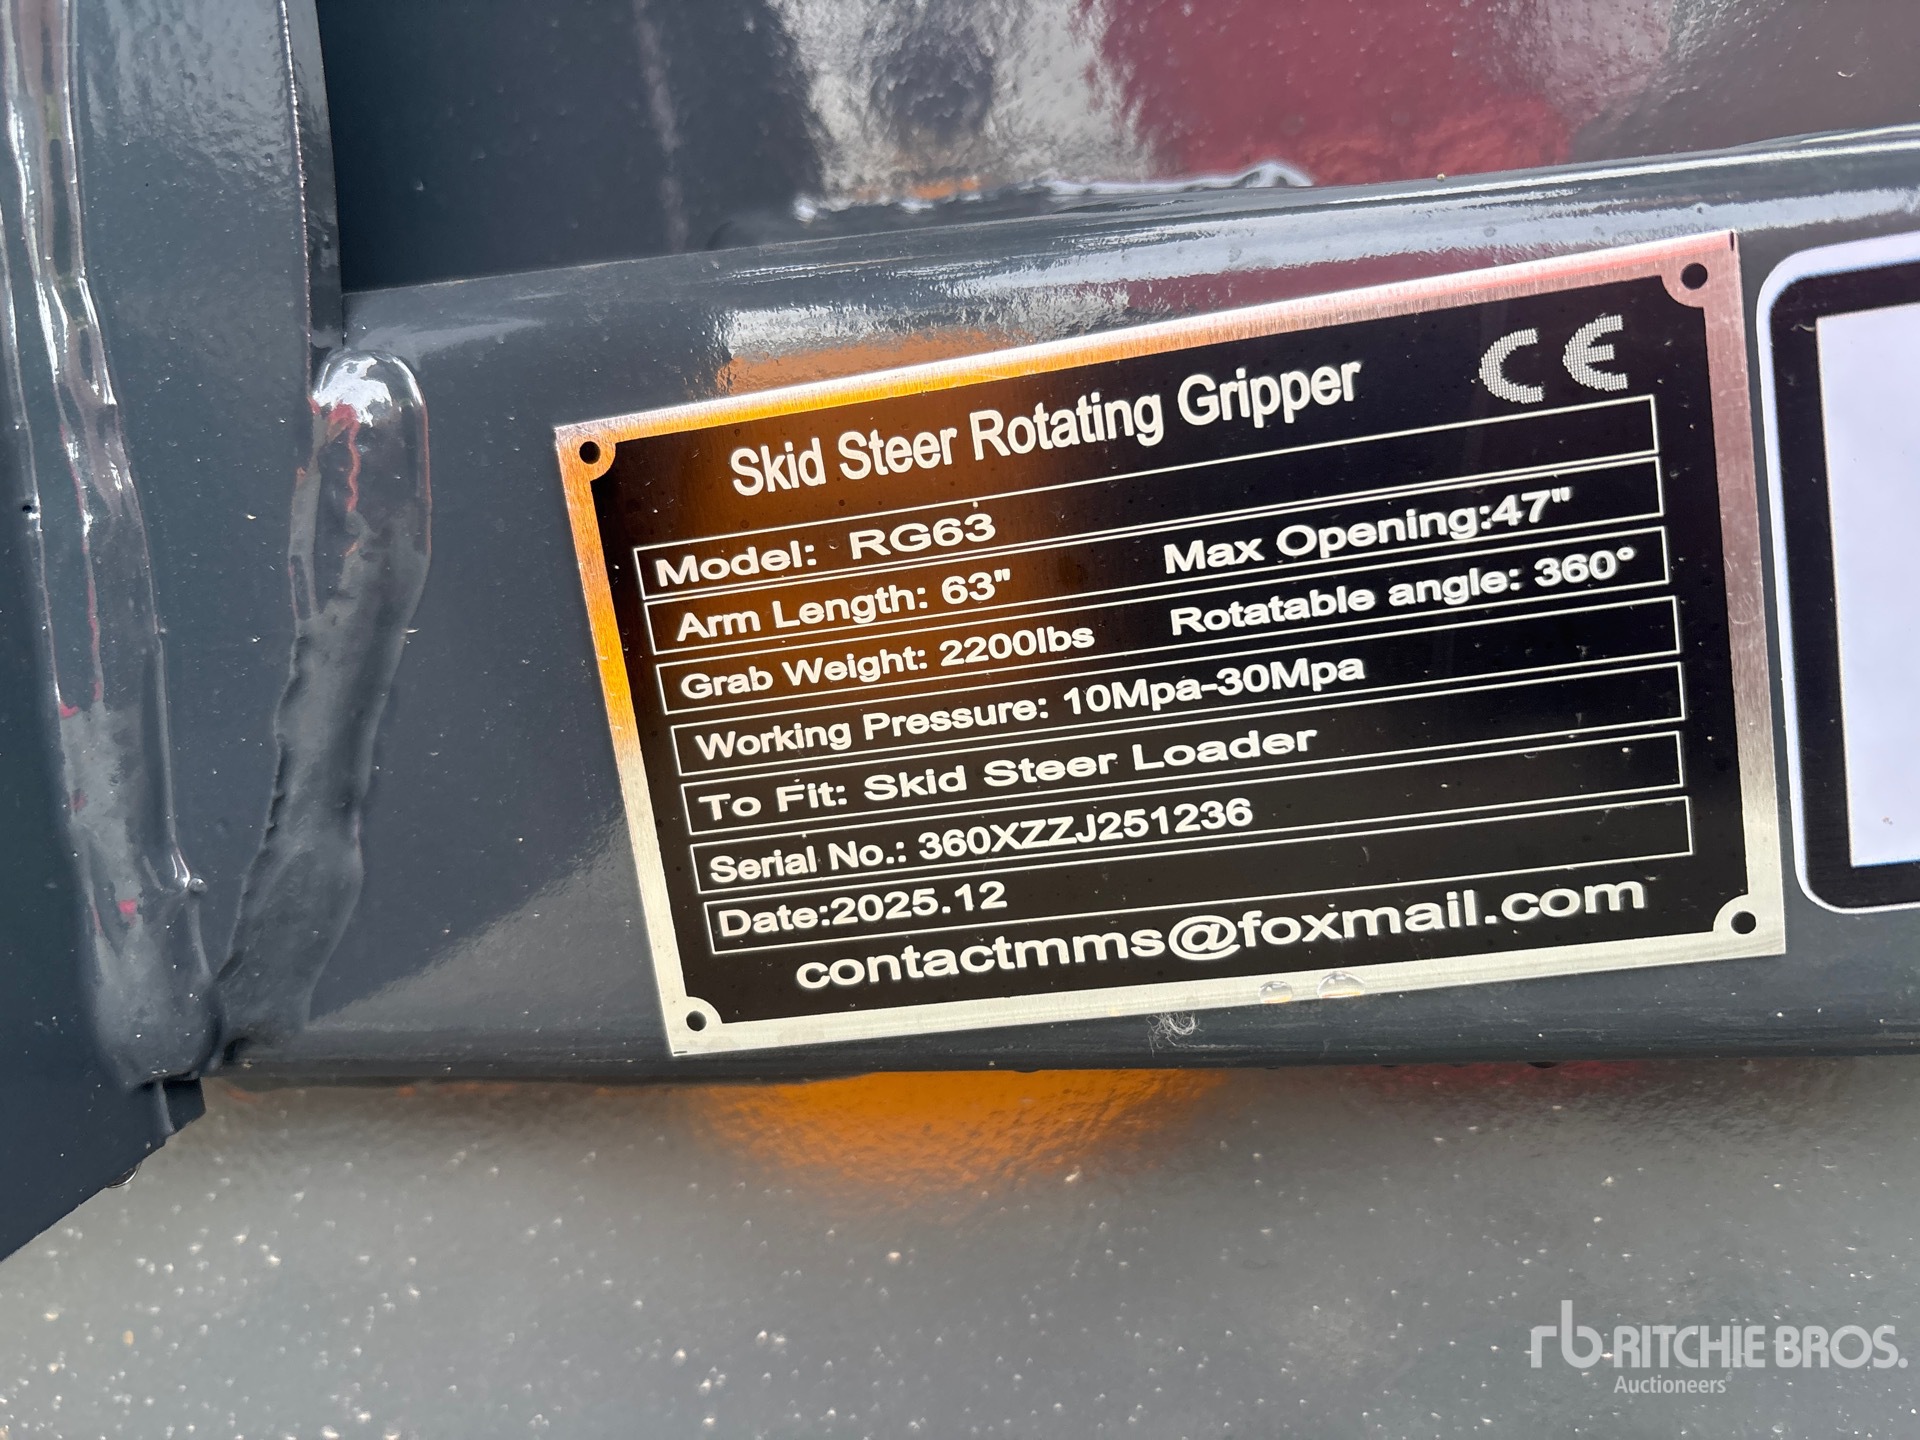 CE
Skid Steer Rotating Gripper
Model: RG63
Arm Length: 63" Max Opening:47"
Grab Weight: 2200lbs Rotatable angle: 360°
Working Pressure: 10Mpa-30Mpa
To Fit: Skid Steer Loader
Serial No.: 360XZZJ251236
Date:2025.12
contactmms@foxmail.com
rb RITCHIE BROS.
Auctioneers